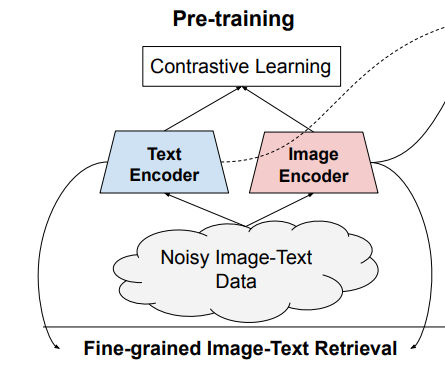 Pre-training
Contrastive Learning
Text
Encoder
Image
Encoder
Noisy Image-Text
Data
Fine-grained Image-Text Retrieval